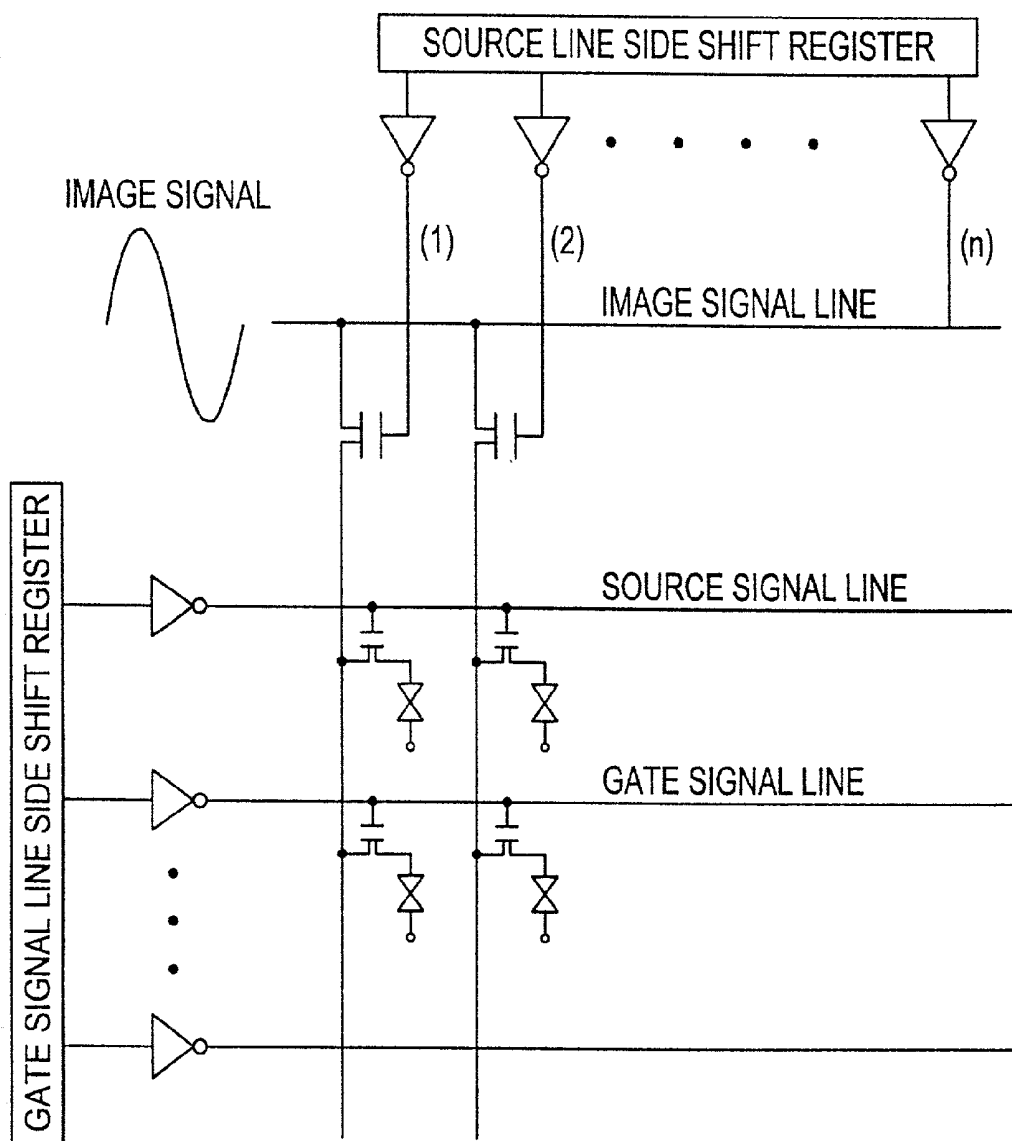 SOURCE LINE SIDE SHIFT REGISTER
IMAGE SIGNAL
(1)
(2)
(n)
IMAGE SIGNAL LINE
GATE SIGNAL LINE SIDE SHIFT REGISTER
SOURCE SIGNAL LINE
GATE SIGNAL LINE